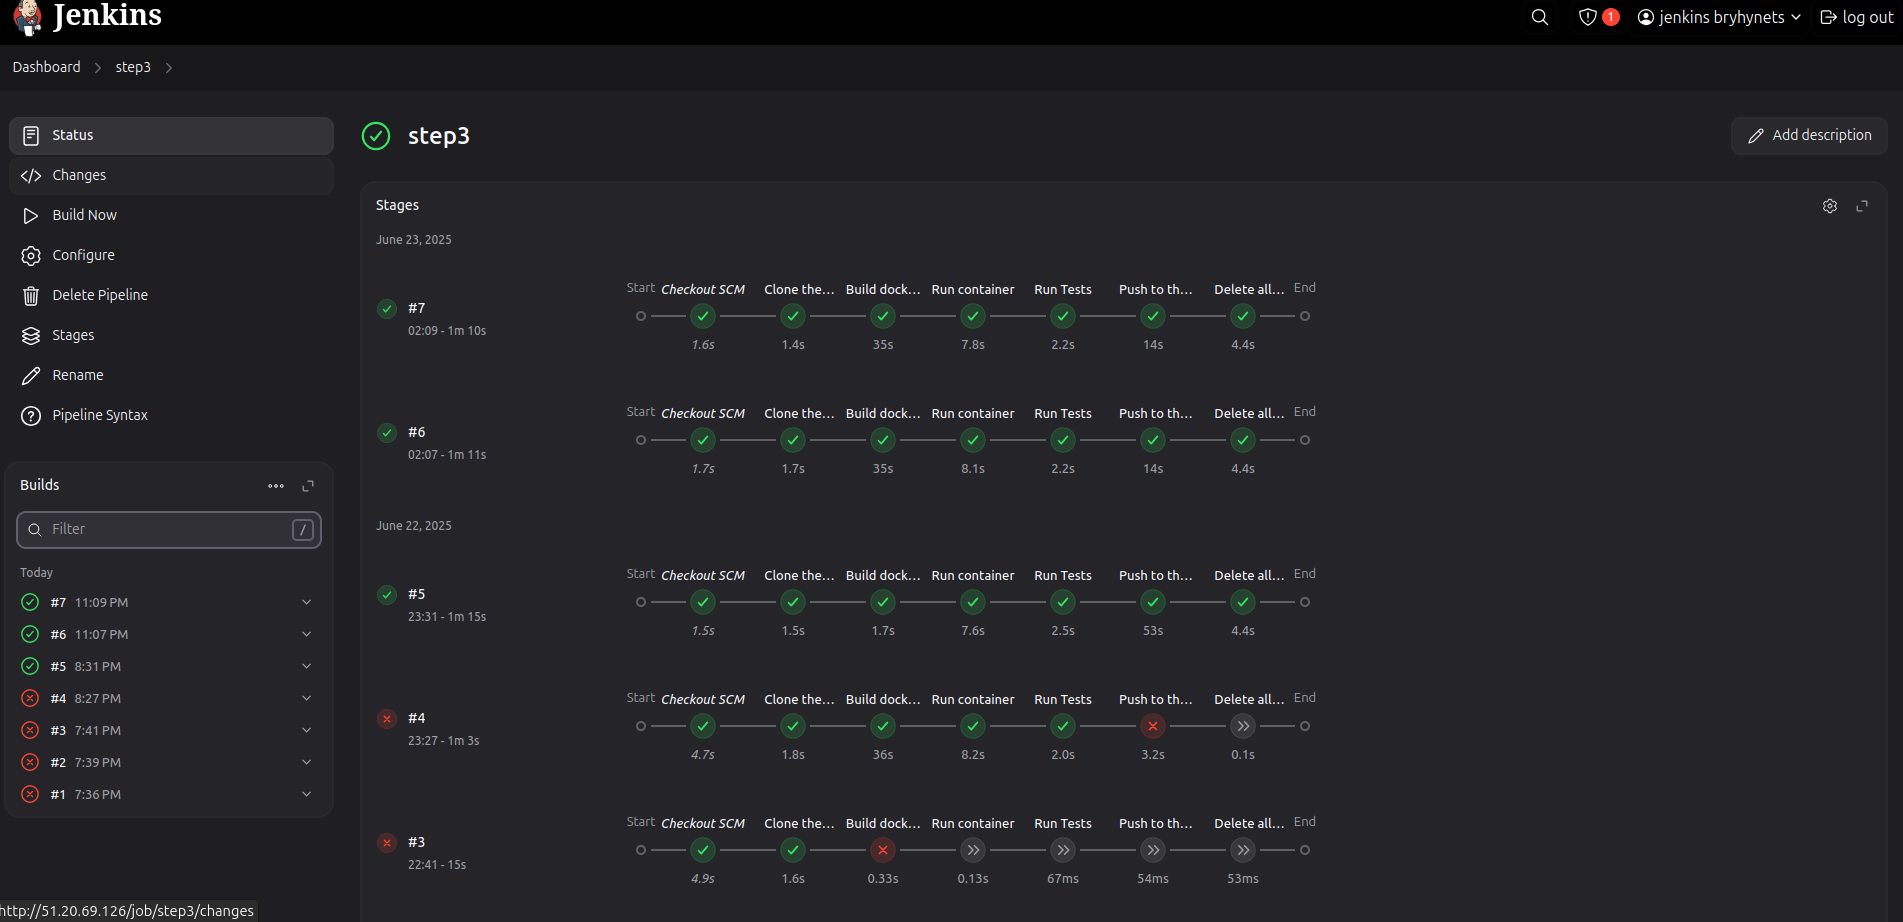 Jenkins
1
jenkins bryhynets
log out
Dashboard
step3
Status
Changes
Build Now
Configure
Delete Pipeline
Stages
Rename
Pipeline Syntax
Builds
Filter
/
Today
#7 11:09 PM
#6 11:07 PM
#5 8:31 PM
#4 8:27 PM
#3 7:41 PM
#2 7:39 PM
#1 7:36 PM
step3
Add description
Stages
June 23, 2025
Start Checkout SCM Clone the... Build dock... Run container Run Tests Push to th... Delete all... End
#7
02:09 - 1m 10s
1.6s 1.4s 35s 7.8s 2.2s 14s 4.4s
Start Checkout SCM Clone the... Build dock... Run container Run Tests Push to th... Delete all... End
#6
02:07 - 1m 11s
1.7s 1.7s 35s 8.1s 2.2s 14s 4.4s
June 22, 2025
Start Checkout SCM Clone the... Build dock... Run container Run Tests Push to th... Delete all... End
#5
23:31 - 1m 15s
1.5s 1.5s 1.7s 7.6s 2.5s 53s 4.4s
Start Checkout SCM Clone the... Build dock... Run container Run Tests Push to th... Delete all... End
#4
23:27 - 1m 3s
4.7s 1.8s 36s 8.2s 2.0s 3.2s 0.1s
Start Checkout SCM Clone the... Build dock... Run container Run Tests Push to th... Delete all... End
#3
22:41 - 15s
4.9s 1.6s 0.33s 0.13s 67ms 54ms 53ms
http://51.20.69.126/job/step3/changes